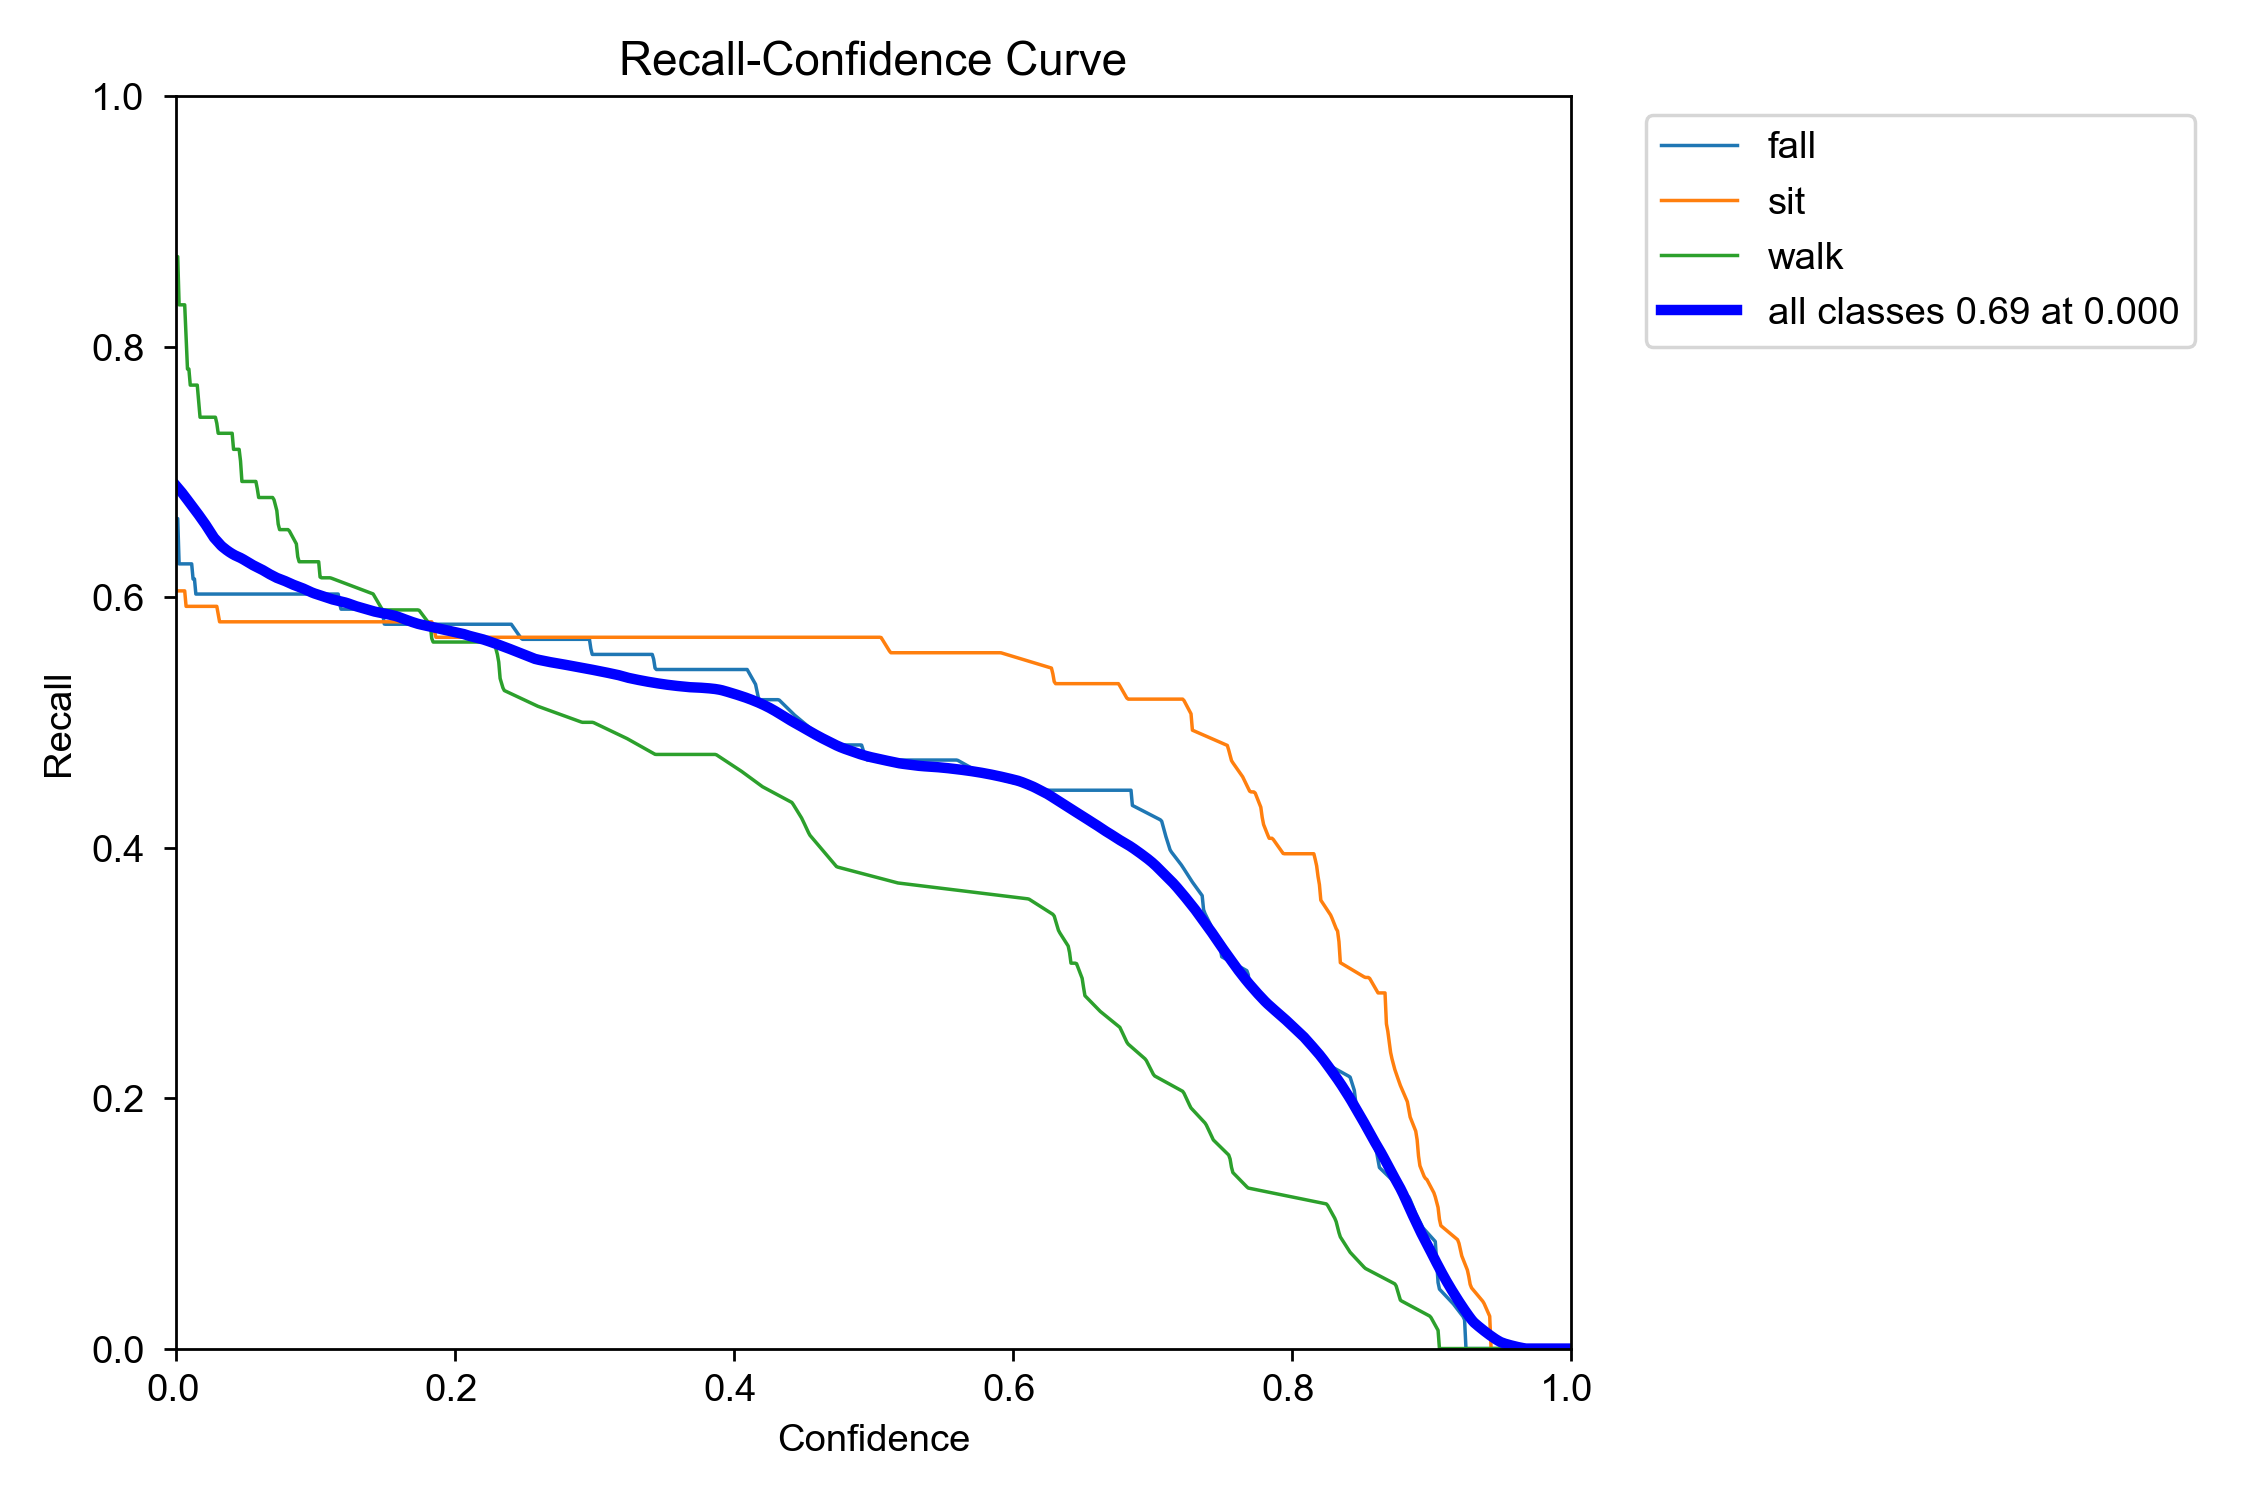 Recall-Confidence Curve
1.0
0.8
0.6
0.4
0.2
0.0
Recall
0.0 0.2 0.4 0.6 0.8 1.0
Confidence
fall
sit
walk
all classes 0.69 at 0.000